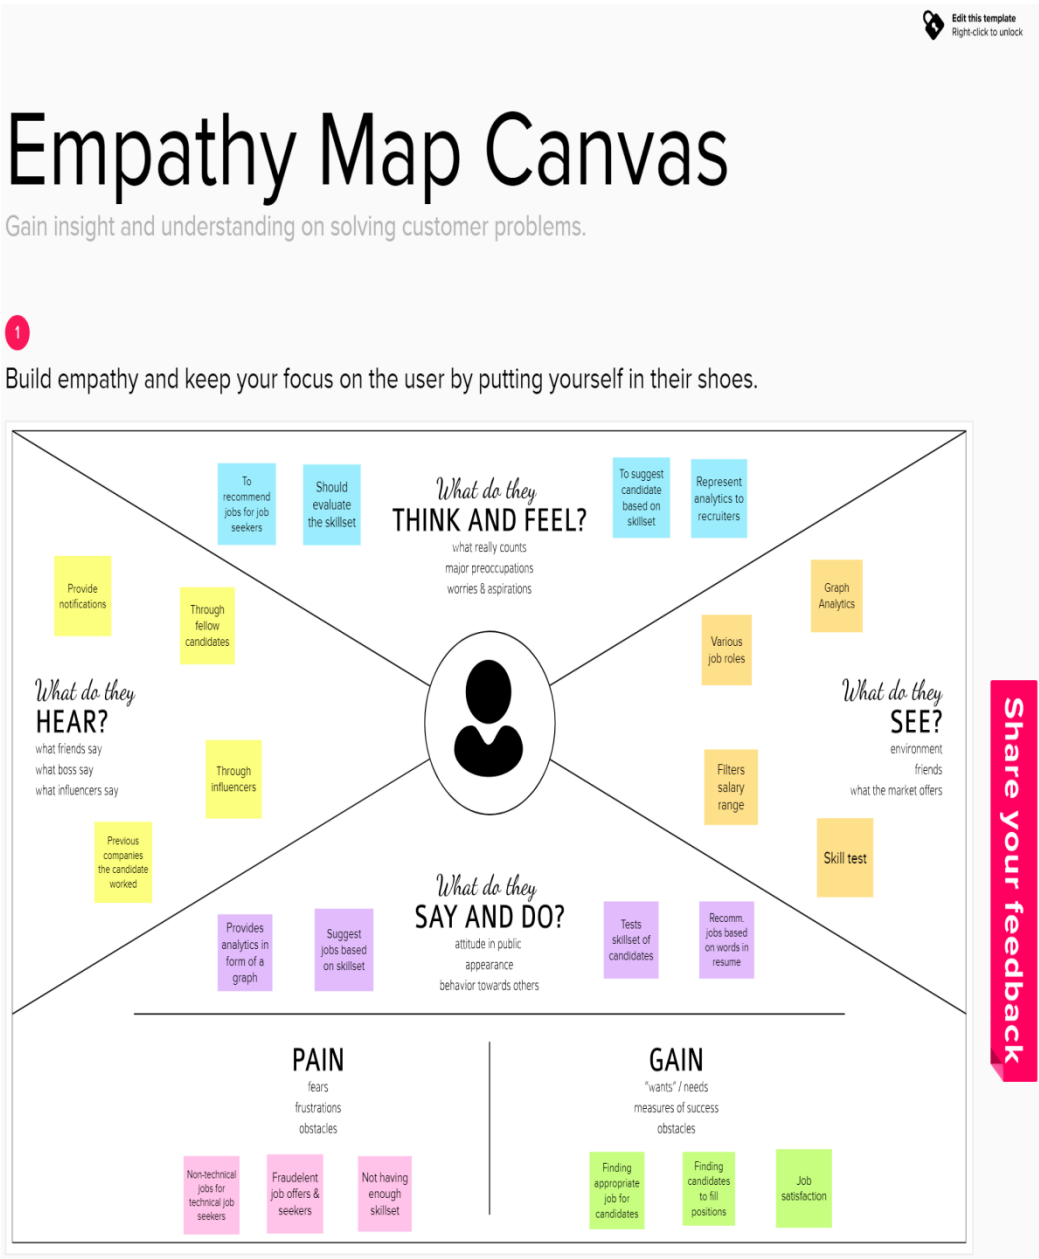 Edit this template
Right-click to unlock
Empathy Map Canvas
Gain insight and understanding on solving customer problems.
1
Build empathy and keep your focus on the user by putting yourself in their shoes.
To
recommend
jobs for job
seekers
Should
evaluate
the skillset
What do they
THINK AND FEEL?
what really counts
major preoccupations
worries & aspirations
To suggest
candidate
based on
skillset
Represent
analytics to
recruiters
Provide
notifications
Through
fellow
candidates
What do they
HEAR?
what friends say
what boss say
what influencers say
Through
influencers
Previous
companies
the candidate
worked
Graph
Analytics
Various
job roles
What do they
SEE?
environment
friends
what the market offers
Filters
salary
range
Skill test
Provides
analytics in
form of a
graph
Suggest
jobs based
on skillset
What do they
SAY AND DO?
attitude in public
appearance
behavior towards others
Tests
skillset of
candidates
Recomm.
jobs based
on words in
resume
Share your feedback
PAIN
fears
frustrations
obstacles
Non-technical
jobs for
technical job
seekers
Fraudelent
job offers &
seekers
Not having
enough
skillset
GAIN
"wants" / needs
measures of success
obstacles
Finding
appropriate
job for
candidates
Finding
candidates
to fill
positions
Job
satisfaction